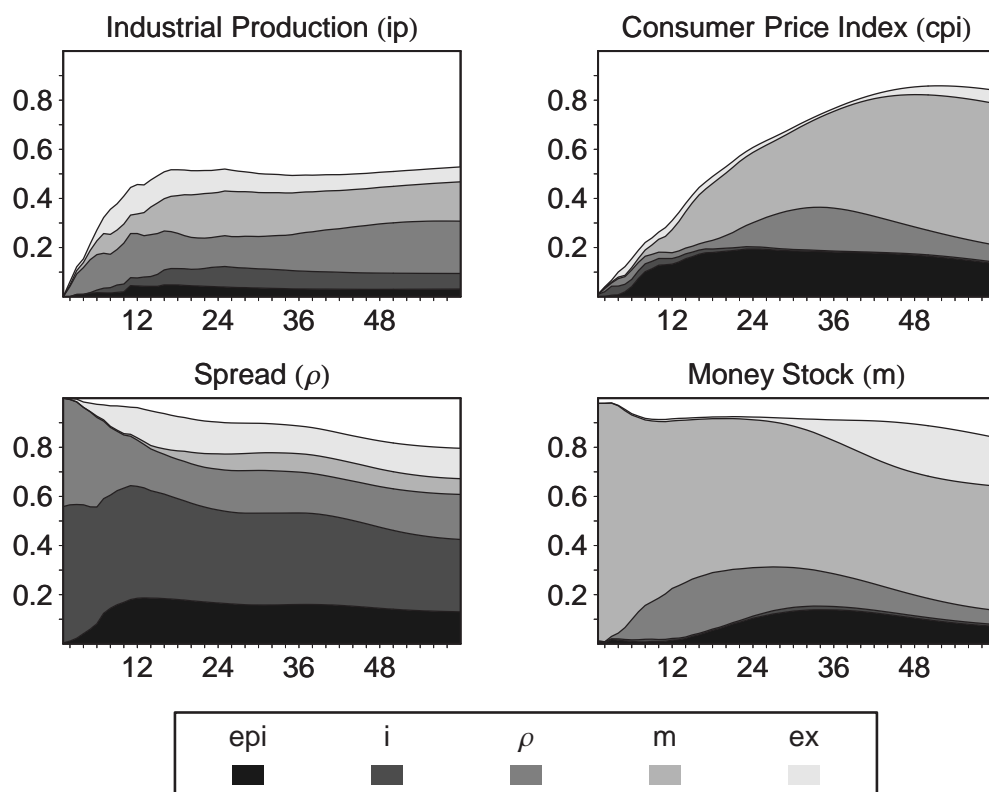 Industrial Production (ip)
0.8
0.6
0.4
0.2
12 24 36 48
Consumer Price Index (cpi)
0.8
0.6
0.4
0.2
12 24 36 48
Spread (ρ)
0.8
0.6
0.4
0.2
12 24 36 48
Money Stock (m)
0.8
0.6
0.4
0.2
12 24 36 48
epi i ρ m ex